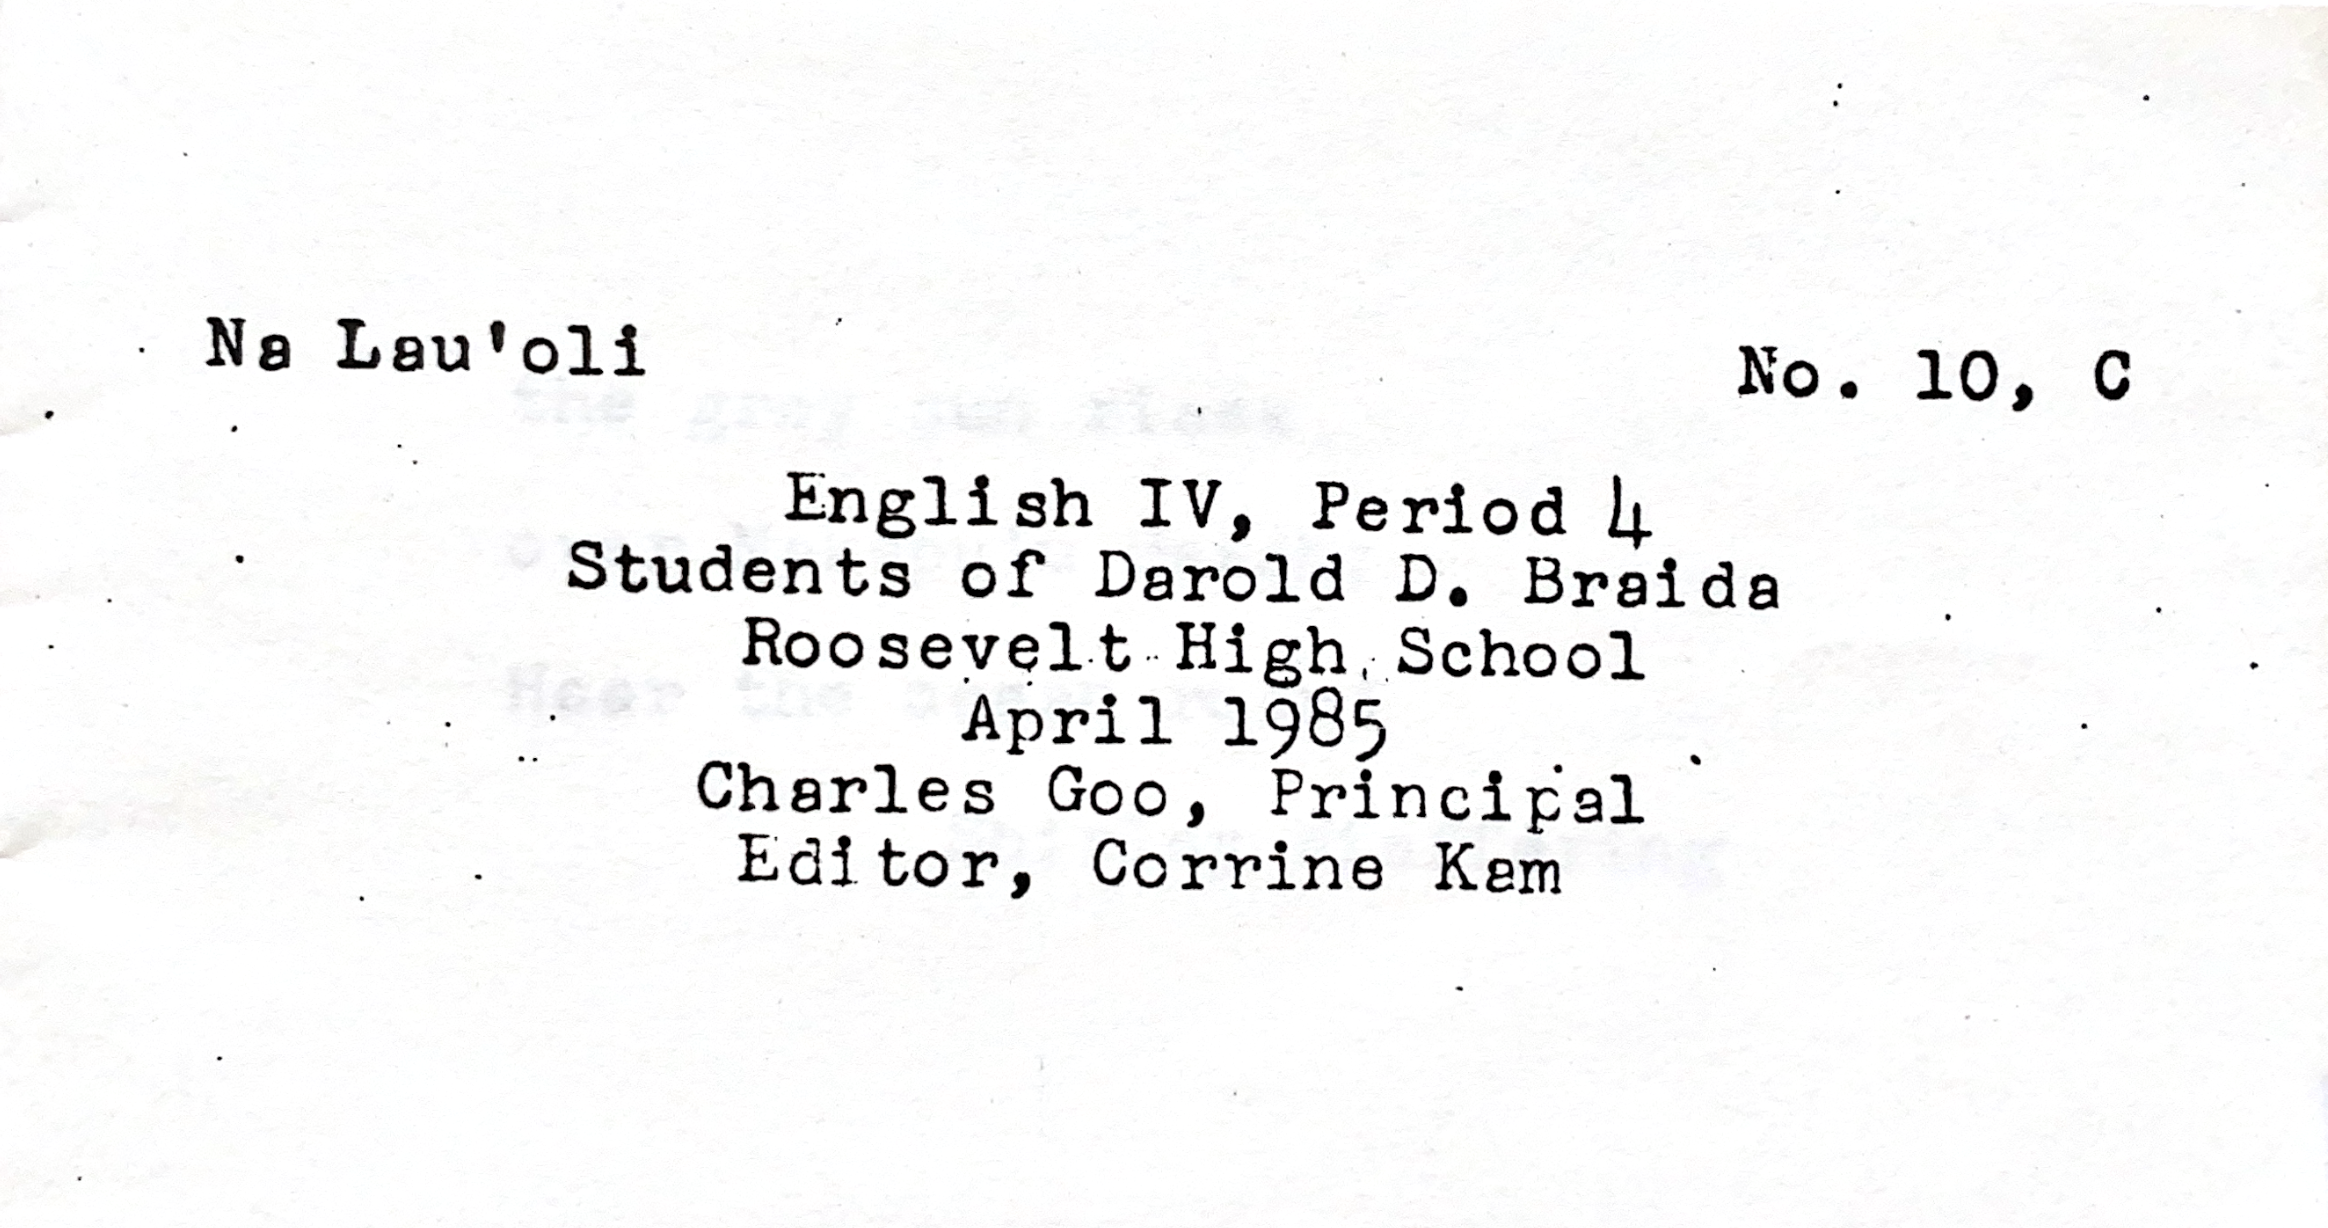 Na Lau'oli
No. 10, C
English IV, Period 4
Students of Darold D. Braida
Roosevelt High School
April 1985
Charles Goo, Principal
Editor, Corrine Kam